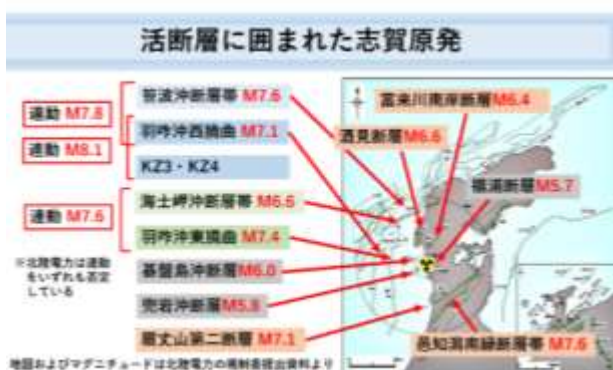 活断層に囲まれた志賀原発
笹波沖断層帯 M7.6
富来川南岸断層M6.4
連動 M7.8
羽咋沖西撓曲 M7.1
酒見断層 M6.6
連動 M8.1
KZ3・KZ4
福浦断層M5.7
海士岬沖断層帯 M6.6
連動 M7.6
羽咋沖東撓曲 M7.4
※北陸電力は連動
をいずれも否定
している
碁盤島沖断層M6.0
兜岩沖断層M5.8
眉丈山第二断層 M7.1
邑知潟南縁断層帯 M7.6
地図およびマグニチュードは北陸電力の規制委提出資料より